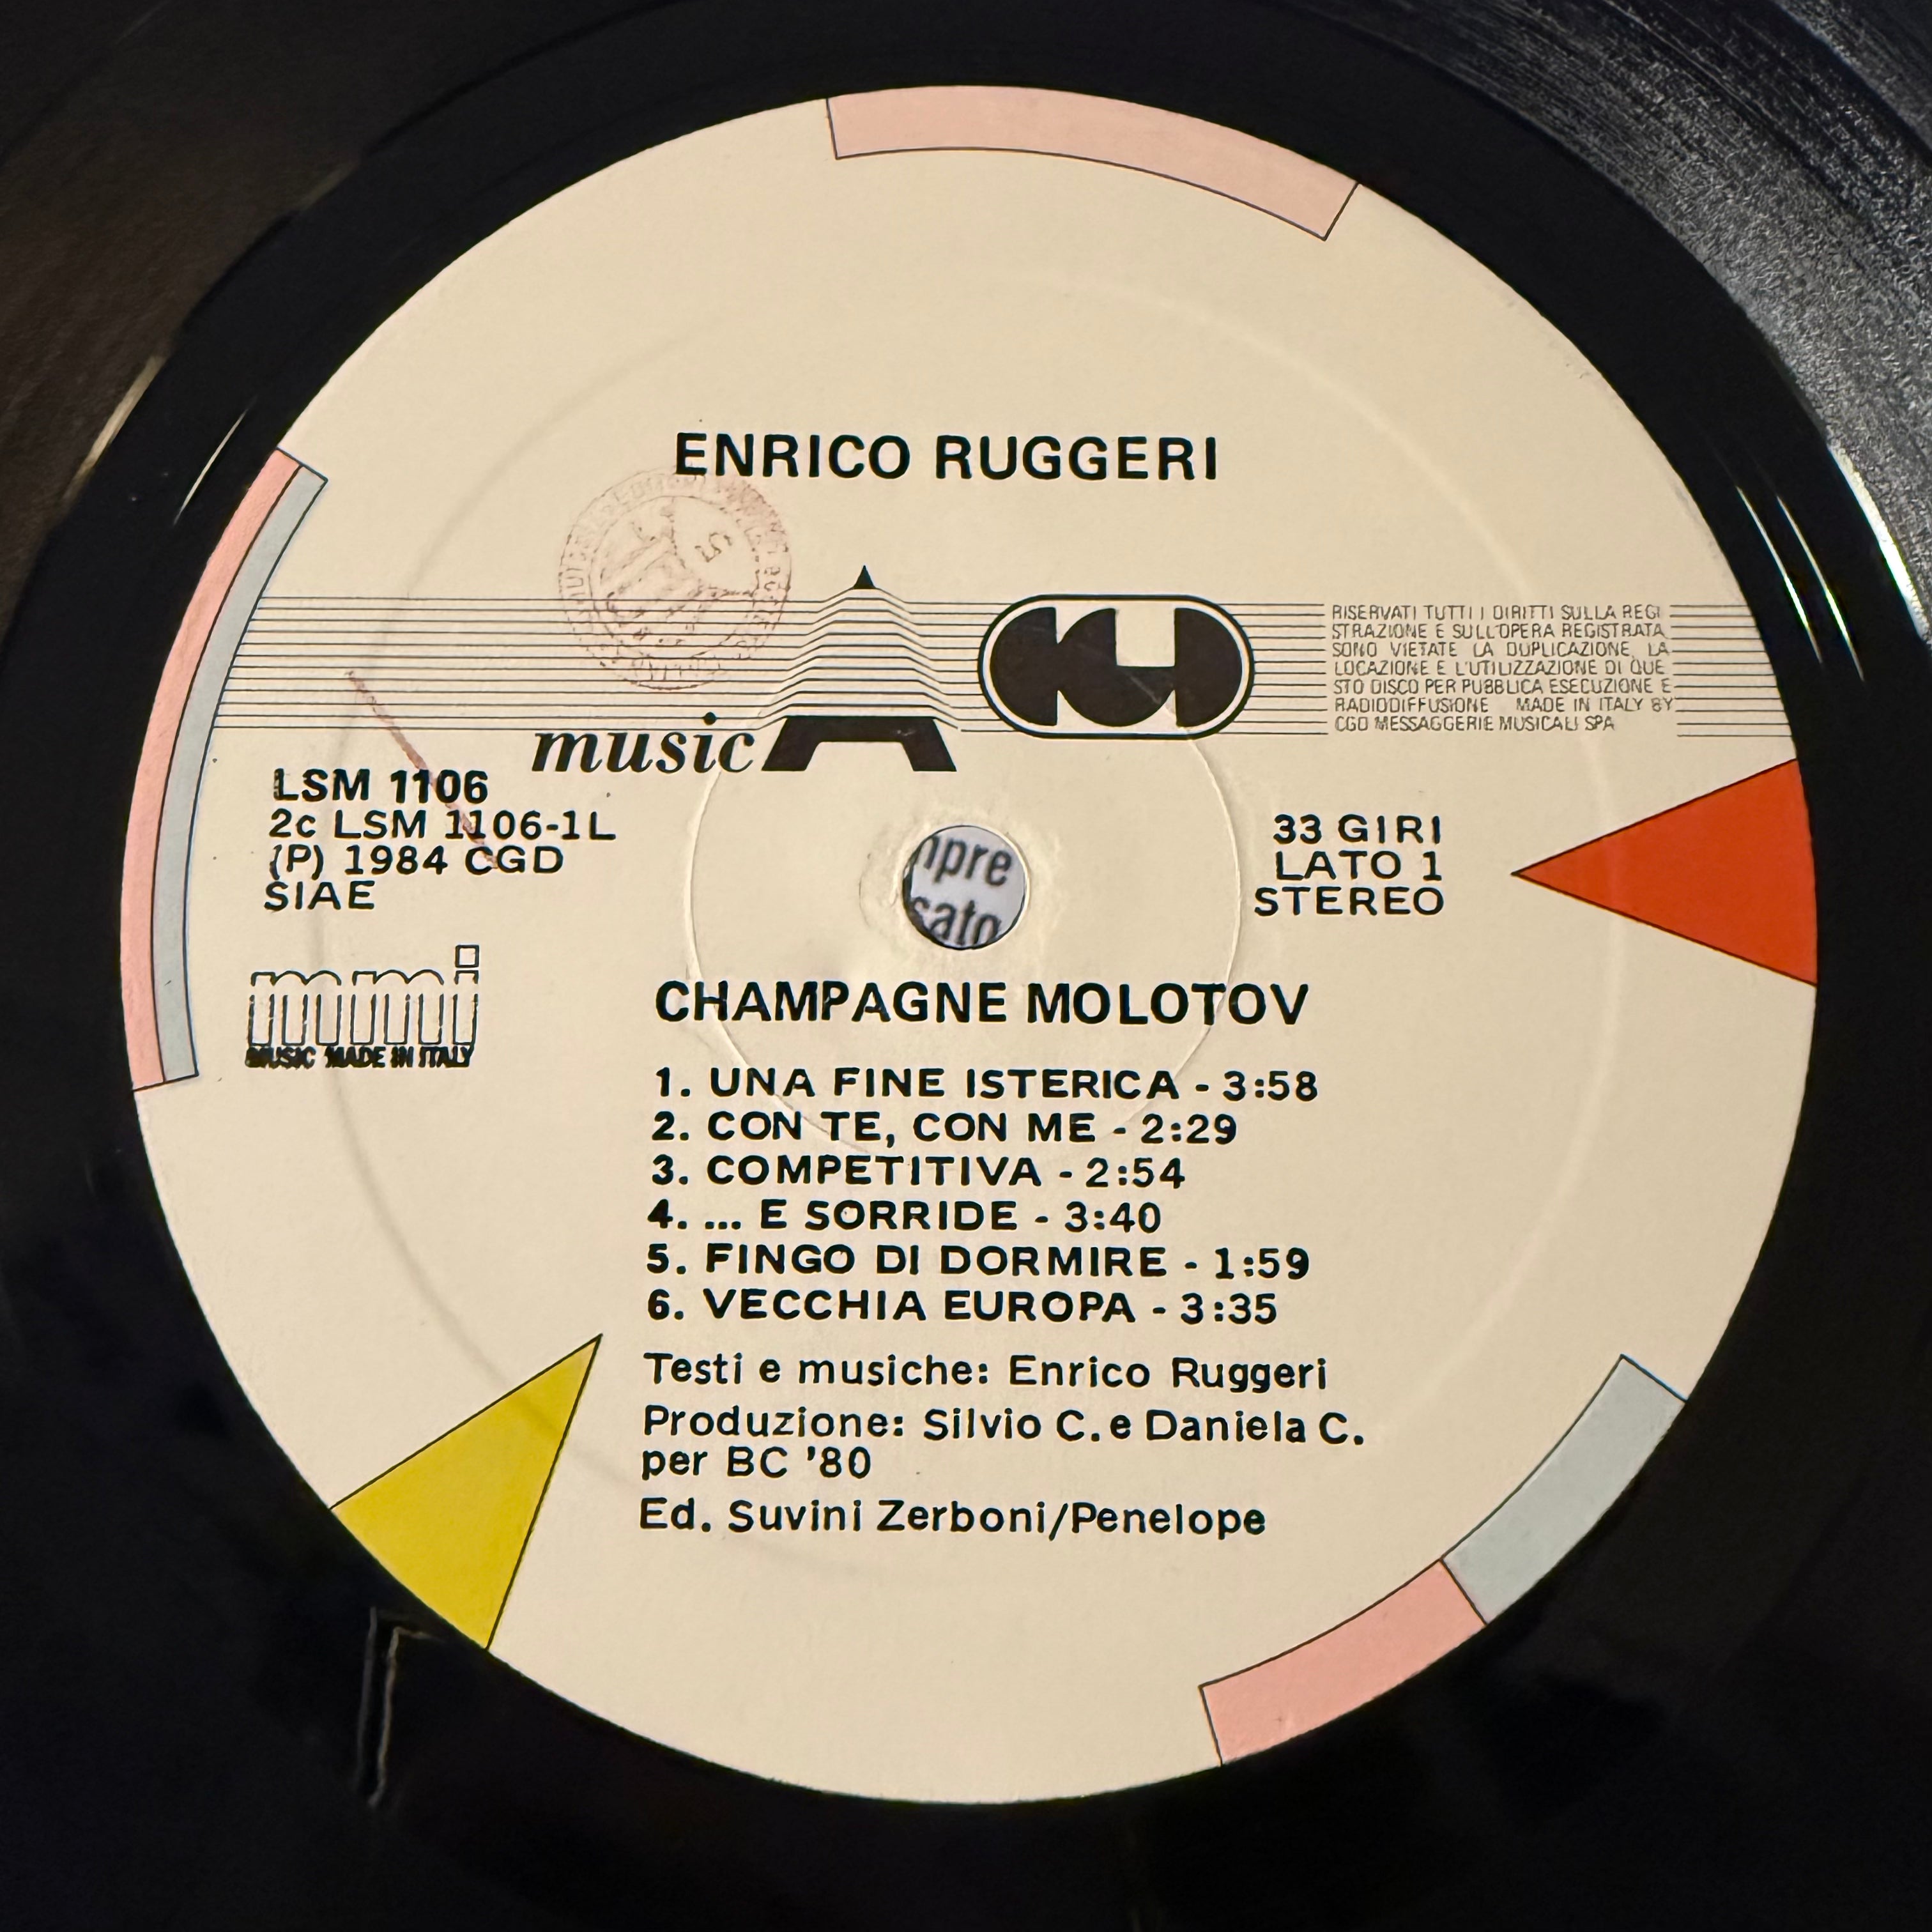 ENRICO RUGGERI
music A
CGD
RISERVATI TUTTI I DIRITTI SULLA REGI
STRAZIONE E SULL'OPERA REGISTRATA
SONO VIETATE LA DUPLICAZIONE, LA
LOCAZIONE E L'UTILIZZAZIONE DI QUE
STO DISCO PER PUBBLICA ESECUZIONE E
RADIODIFFUSIONE MADE IN ITALY BY
CGD MESSAGGERIE MUSICALI SPA
LSM 1106
2c LSM 1106-1L
(P) 1984 CGD
SIAE
33 GIRI
LATO 1
STEREO
mmi
MUSIC MADE IN ITALY
CHAMPAGNE MOLOTOV
1. UNA FINE ISTERICA - 3:58
2. CON TE, CON ME - 2:29
3. COMPETITIVA - 2:54
4. ... E SORRIDE - 3:40
5. FINGO DI DORMIRE - 1:59
6. VECCHIA EUROPA - 3:35
Testi e musiche: Enrico Ruggeri
Produzione: Silvio C. e Daniela C.
per BC '80
Ed. Suvini Zerboni/Penelope